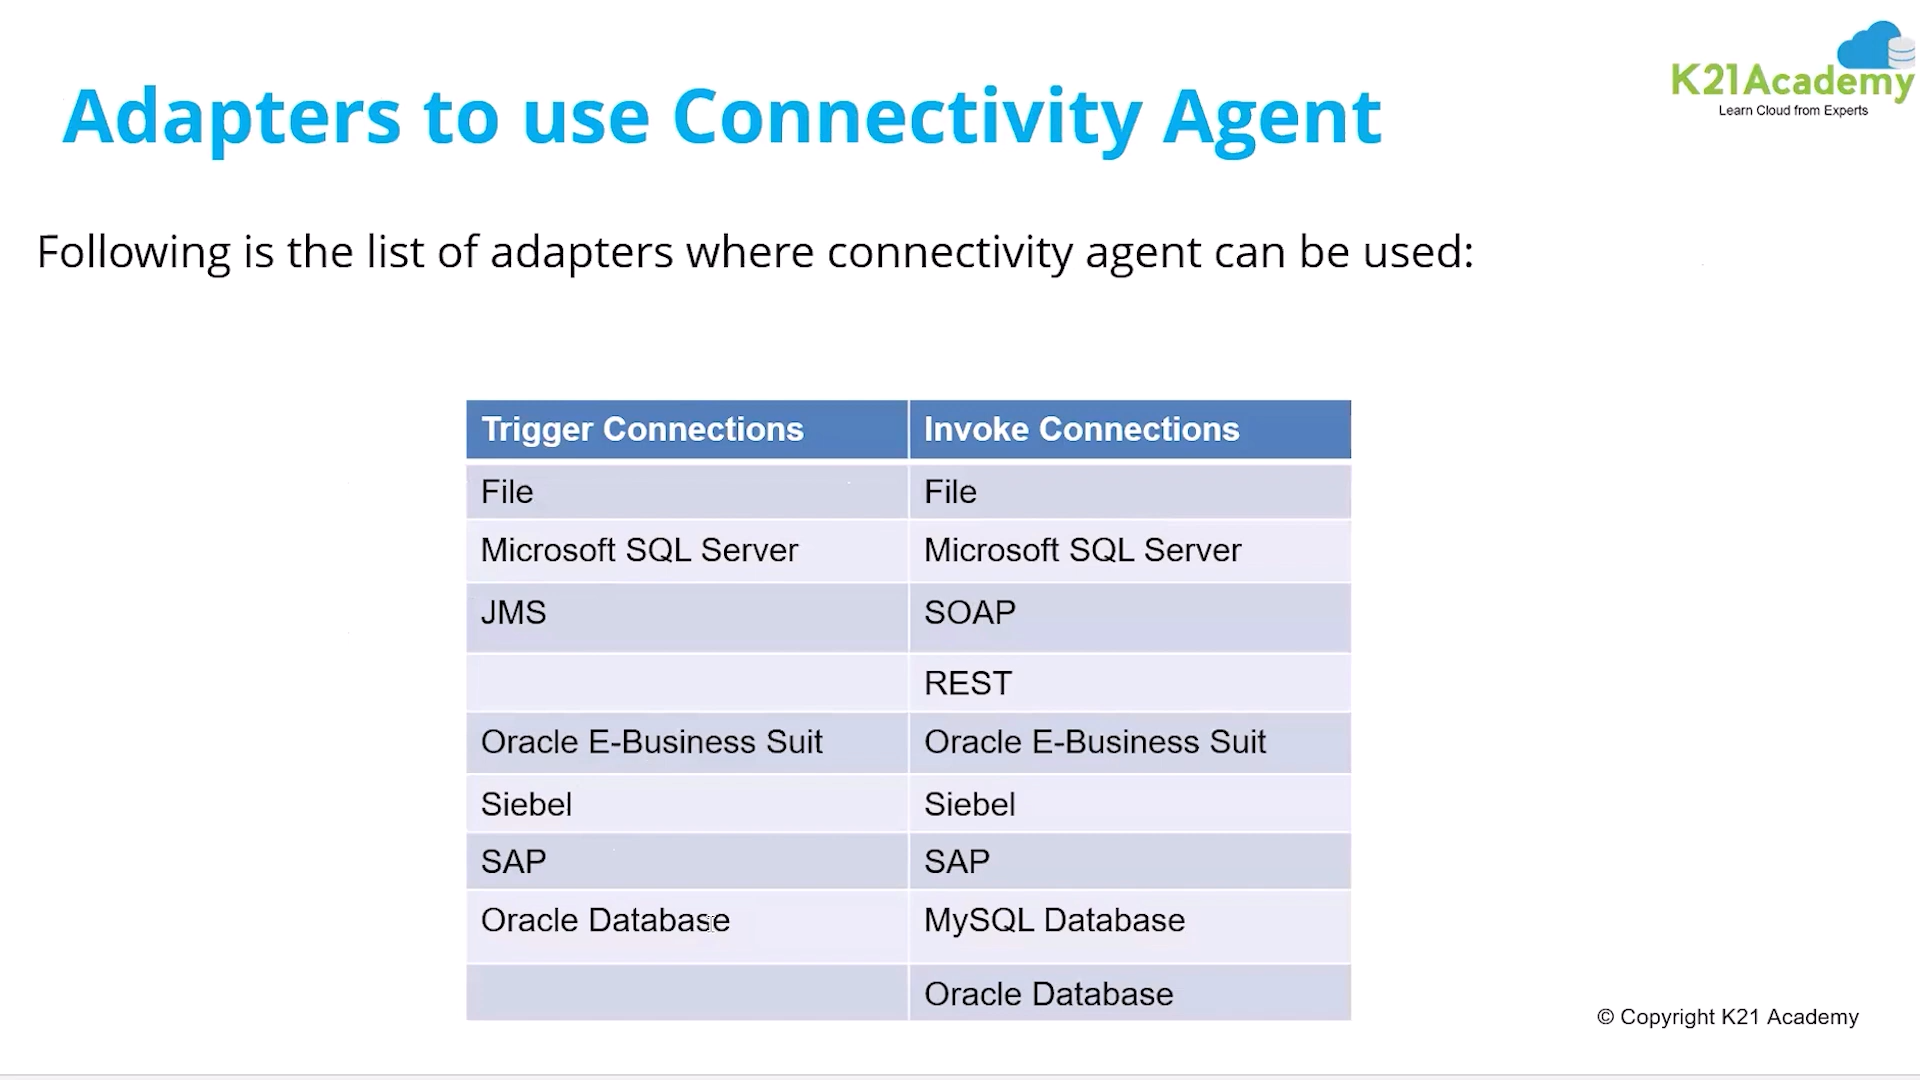 K21Academy
Learn Cloud from Experts
Adapters to use Connectivity Agent
Following is the list of adapters where connectivity agent can be used:
Trigger Connections Invoke Connections
File File
Microsoft SQL Server Microsoft SQL Server
JMS SOAP
REST
Oracle E-Business Suit Oracle E-Business Suit
Siebel Siebel
SAP SAP
Oracle Database MySQL Database
Oracle Database
© Copyright K21 Academy